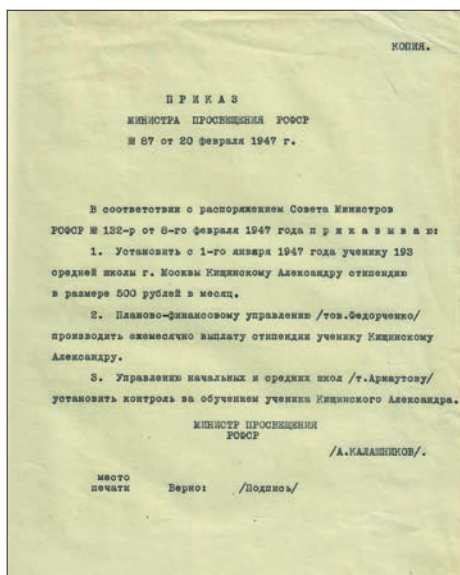 КОПИЯ.
П Р И К А З
МИНИСТРА ПРОСВЕЩЕНИЯ РСФСР
№ 87 от 20 февраля 1947 г.
В соответствии с распоряжением Совета Министров
РСФСР № 132-р от 8-го февраля 1947 года п р и к а з ы в а ю:
1. Установить с 1-го января 1947 года ученику 193
средней школы г. Москвы Кищинскому Александру стипендию
в размере 500 рублей в месяц.
2. Планово-финансовому управлению /тов.Федорченко/
производить ежемесячно выплату стипендии ученику Кищинскому
Александру.
3. Управлению начальных и средних школ /т.Арнаутову/
установить контроль за обучением ученика Кищинского Александра.
МИНИСТР ПРОСВЕЩЕНИЯ
РСФСР
/А.КАЛАШНИКОВ/.
место
печати Верно: /Подпись/